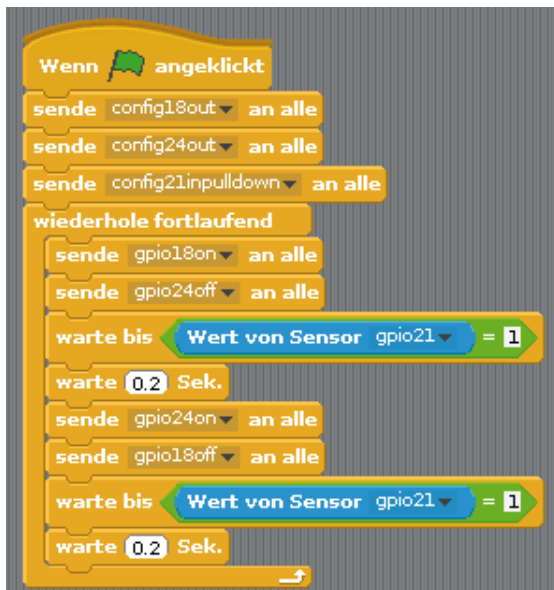 Wenn angeklickt
sende config18out an alle
sende config24out an alle
sende config21inpulldown an alle
wiederhole fortlaufend
sende gpio18on an alle
sende gpio24off an alle
warte bis Wert von Sensor gpio21 = 1
warte 0.2 Sek.
sende gpio24on an alle
sende gpio18off an alle
warte bis Wert von Sensor gpio21 = 1
warte 0.2 Sek.